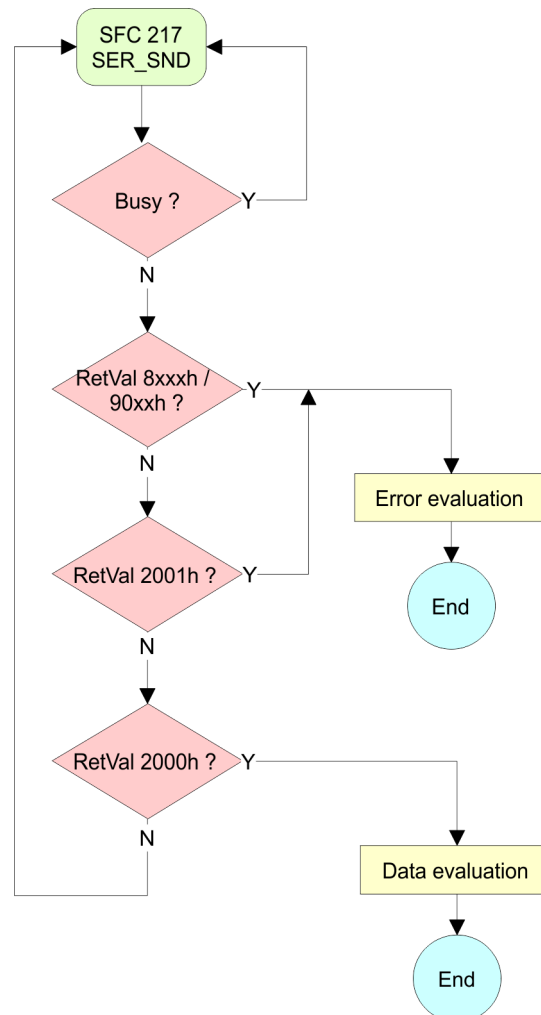 SFC 217
SER_SND
Busy ?
Y
N
RetVal 8xxxh /
90xxh ?
Y
N
Error evaluation
RetVal 2001h ?
Y
End
N
RetVal 2000h ?
Y
N
Data evaluation
End